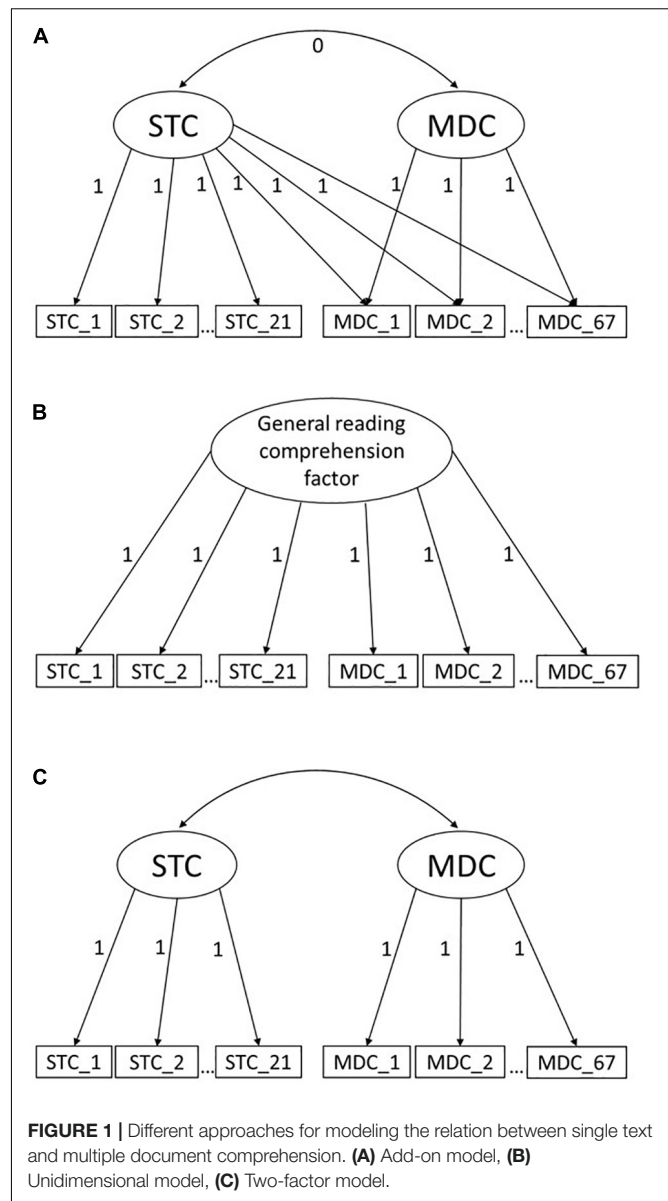 A
0
STC MDC
1 1 1 1 1 1 1 1 1
STC_1 STC_2 ... STC_21 MDC_1 MDC_2 ... MDC_67
B
General reading
comprehension
factor
1 1 1 1 1 1
STC_1 STC_2 ... STC_21 MDC_1 MDC_2 ... MDC_67
C
STC MDC
1 1 1 1 1 1
STC_1 STC_2 ... STC_21 MDC_1 MDC_2 ... MDC_67
FIGURE 1 | Different approaches for modeling the relation between single text
and multiple document comprehension. (A) Add-on model, (B)
Unidimensional model, (C) Two-factor model.